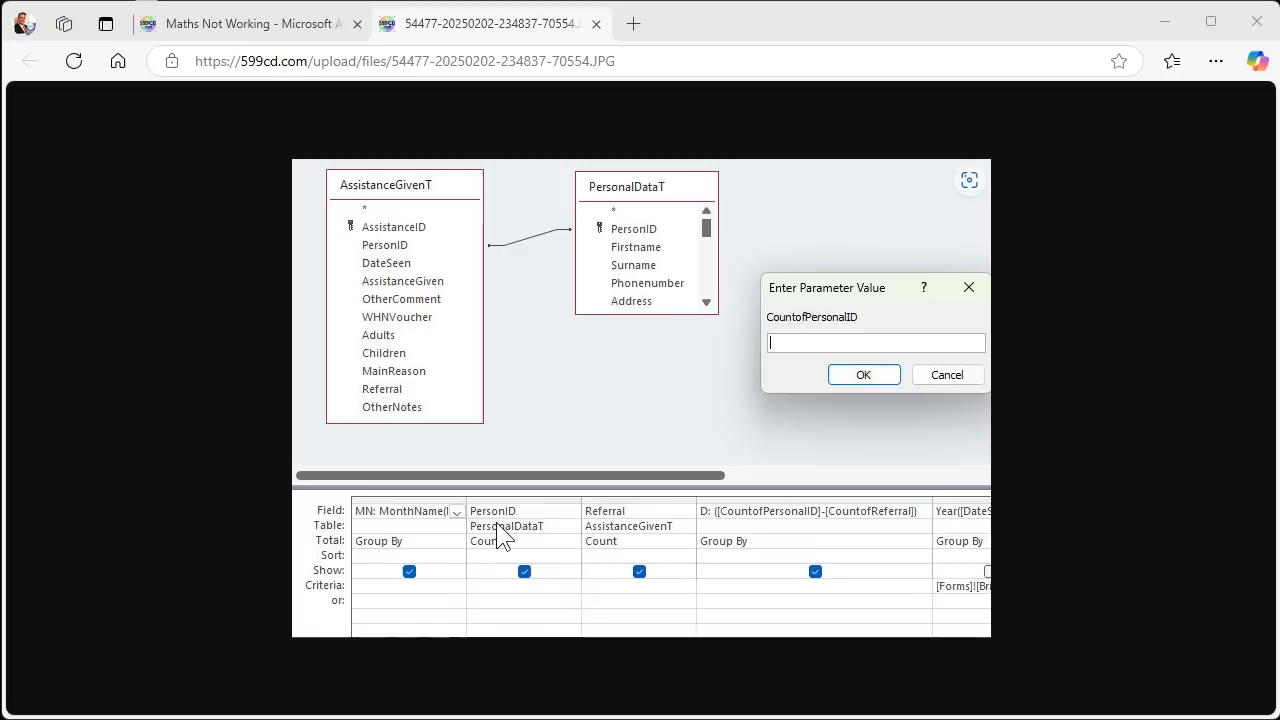 Maths Not Working - Microsoft A
54477-20250202-234837-70554.J
https://599cd.com/upload/files/54477-20250202-234837-70554.JPG
AssistanceGivenT
*
AssistanceID
PersonID
DateSeen
AssistanceGiven
OtherComment
WHNVoucher
Adults
Children
MainReason
Referral
OtherNotes
PersonalDataT
*
PersonID
Firstname
Surname
Phonenumber
Address
Enter Parameter Value ?
CountofPersonalID
OK Cancel
Field: MN: MonthName( PersonID Referral D: ([CountofPersonalID]-[CountofReferral]) Year([DateS
Table: PersonalDataT AssistanceGivenT
Total: Group By Count Count Group By Group By
Sort:
Show:
Criteria: [Forms]![Bri
or: